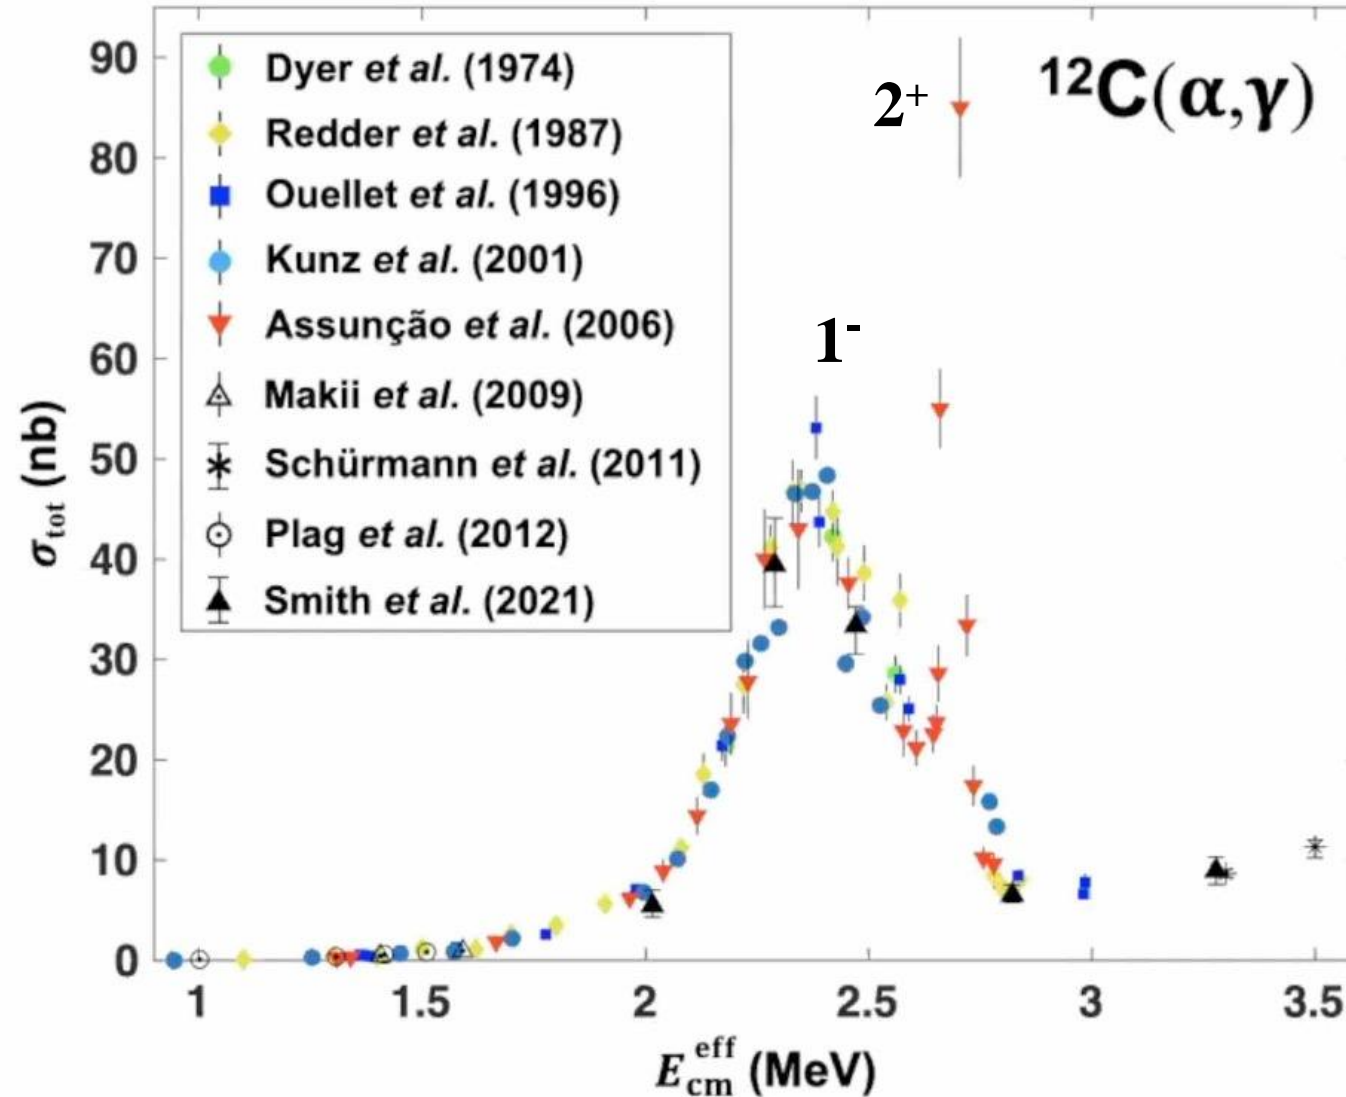 90
80
70
60
50
40
30
20
10
0
σtot (nb)
Dyer et al. (1974)
Redder et al. (1987)
Ouellet et al. (1996)
Kunz et al. (2001)
Assunção et al. (2006)
Makii et al. (2009)
Schürmann et al. (2011)
Plag et al. (2012)
Smith et al. (2021)
2⁺
¹²C(α,γ)
1⁻
1
1.5
2
2.5
3
3.5
E_cm^eff (MeV)